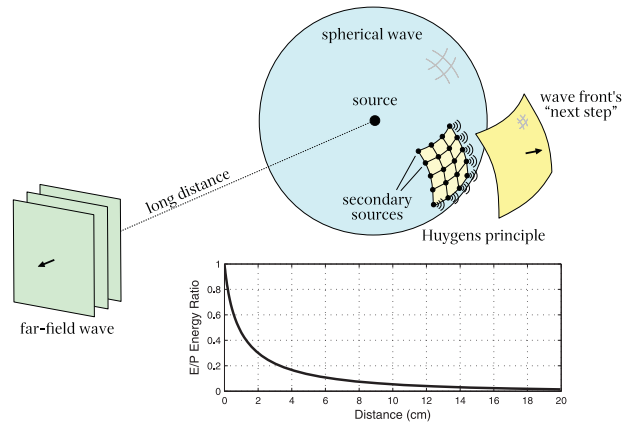 spherical wave
source
wave front's
"next step"
long distance
secondary
sources
Huygens principle
far-field wave
E/P Energy Ratio
1
0.8
0.6
0.4
0.2
0
0 2 4 6 8 10 12 14 16 18 20
Distance (cm)